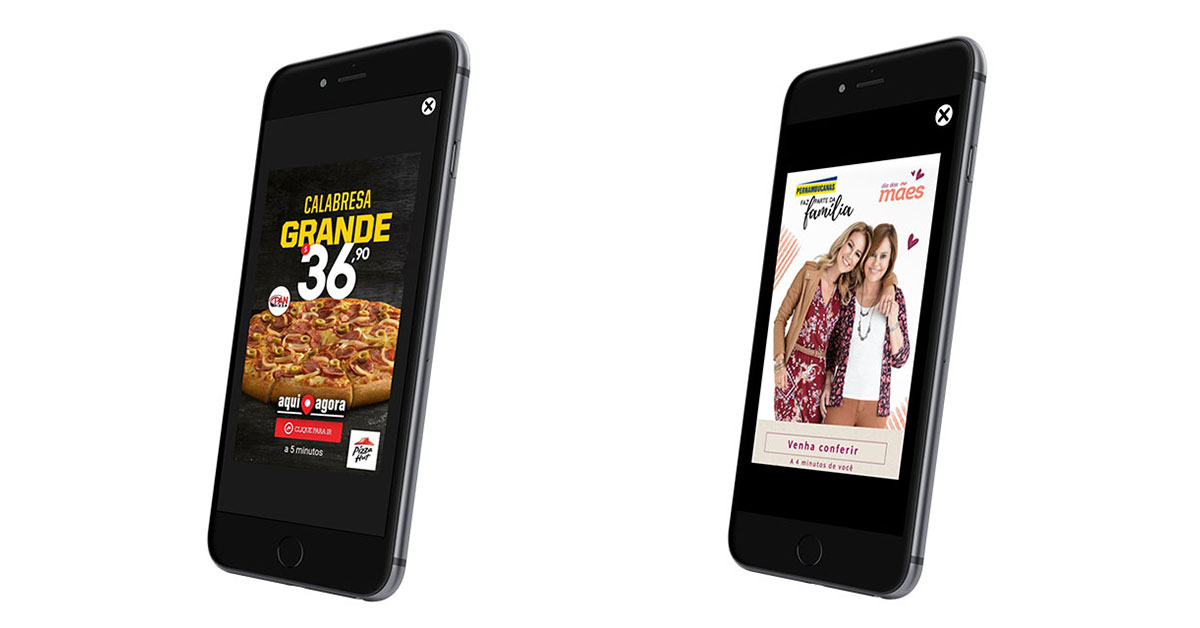 CALABRESA
GRANDE
$
36,90
PAN
aqui agora
CLIQUE PARA IR
a 5 minutos
Pizza
Hut
PERNAMBUCANAS
FAZ PARTE DA
família
dia das
mães
Venha conferir
A 4 minutos de você